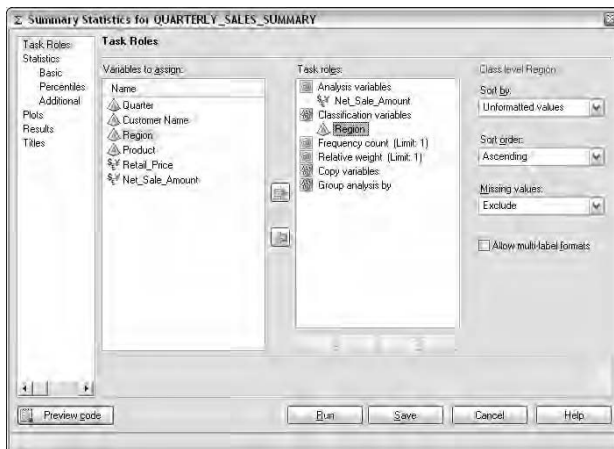 Σ Summary Statistics for QUARTERLY_SALES_SUMMARY
Task Roles
Statistics
Basic
Percentiles
Additional
Plots
Results
Titles
Task Roles
Variables to assign:
Name
Quarter
Customer Name
Region
Product
Retail_Price
Net_Sale_Amount
Task roles:
Analysis variables
Net_Sale_Amount
Classification variables
Region
Frequency count (Limit: 1)
Relative weight (Limit: 1)
Copy variables
Group analysis by
Class level Region:
Sort by:
Unformatted values
Sort order:
Ascending
Missing values:
Exclude
Allow multi-label formats
Preview code
Run
Save
Cancel
Help